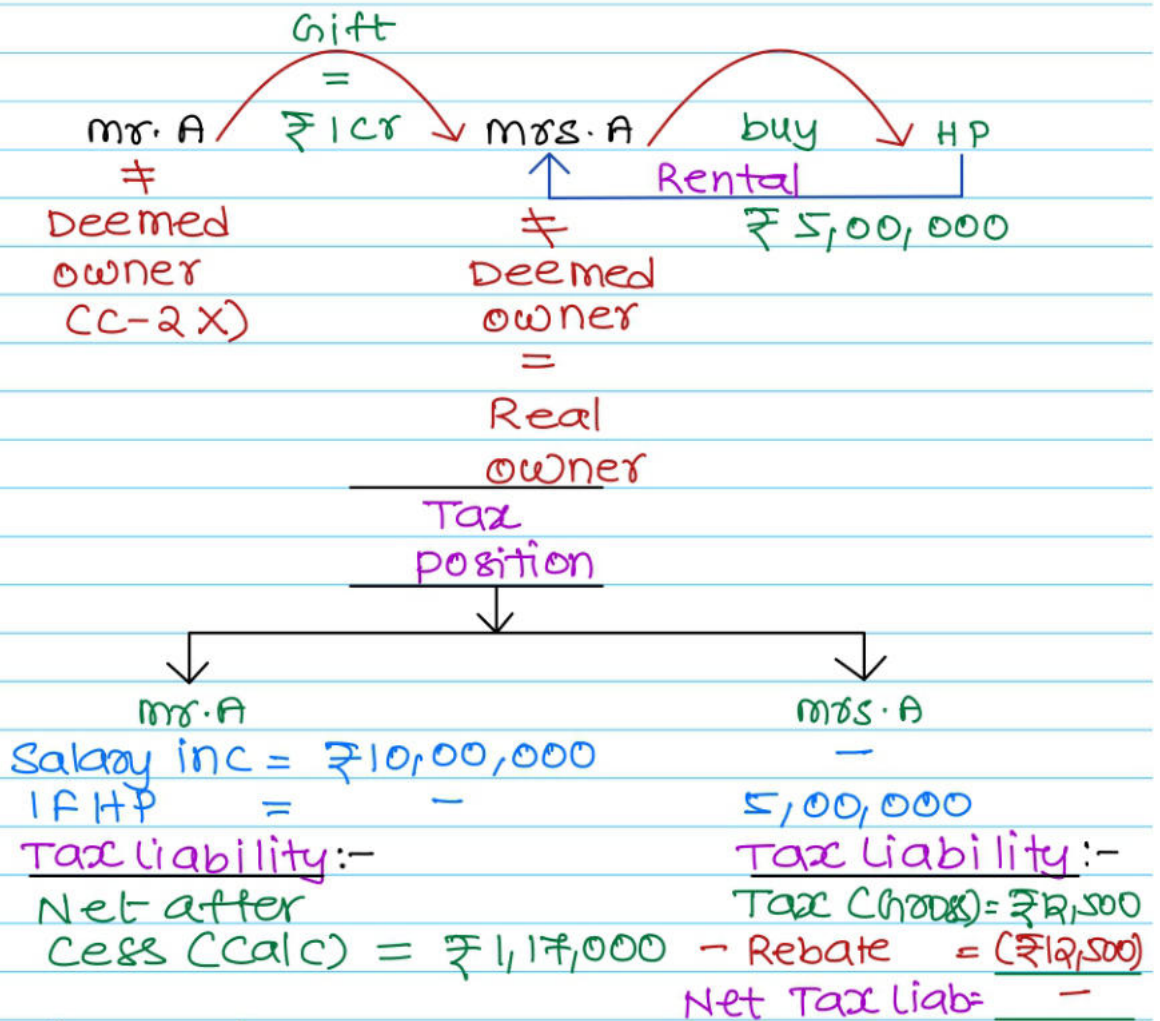 Gift
=
mr. A ₹1cr mrs. A buy HP
≠ Rental
Deemed ≠ ₹5,00,000
owner Deemed
(C-2X) owner
=
Real
owner
Tax
position
mr. A mrs. A
Salary inc = ₹10,00,000 –
IFHP = – 5,00,000
Tax liability:- Tax Liability:-
Net after Tax (Gross)= ₹12,500
cess (Calc) = ₹1,17,000 – Rebate = (₹12,500)
Net Tax liab= –